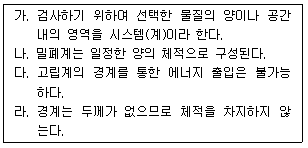 가. 검사하기 위하여 선택한 물질의 양이나 공간
내의 영역을 시스템(계)이라 한다.
나. 밀폐계는 일정한 양의 체적으로 구성된다.
다. 고립계의 경계를 통한 에너지 출입은 불가능
하다.
라. 경계는 두께가 없으므로 체적을 차지하지 않
는다.